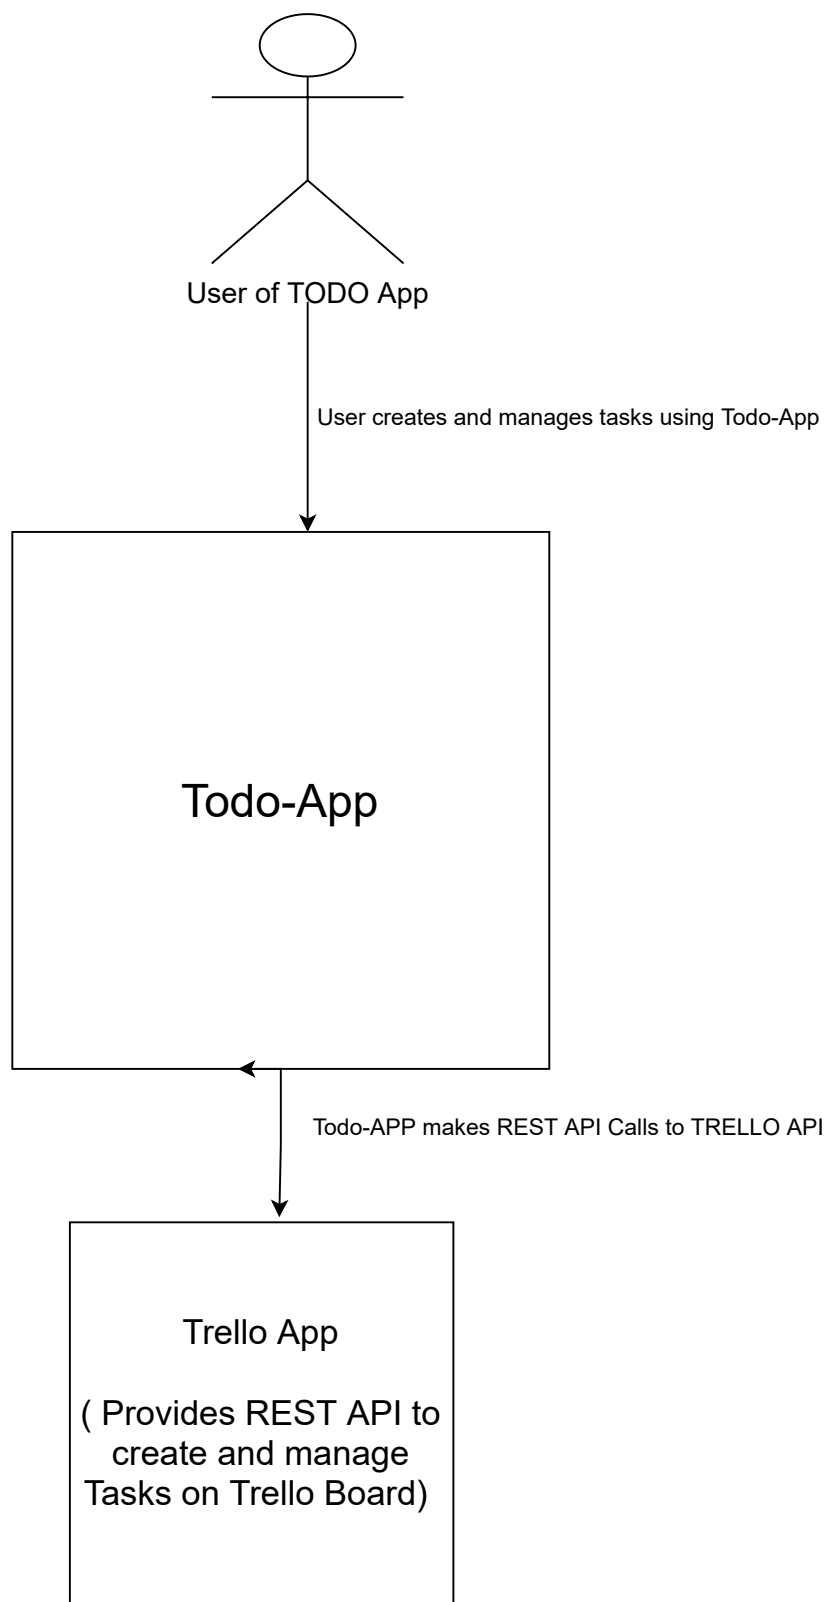 User of TODO App
User creates and manages tasks using Todo-App
Todo-App
Todo-APP makes REST API Calls to TRELLO API
Trello App
( Provides REST API to
create and manage
Tasks on Trello Board)